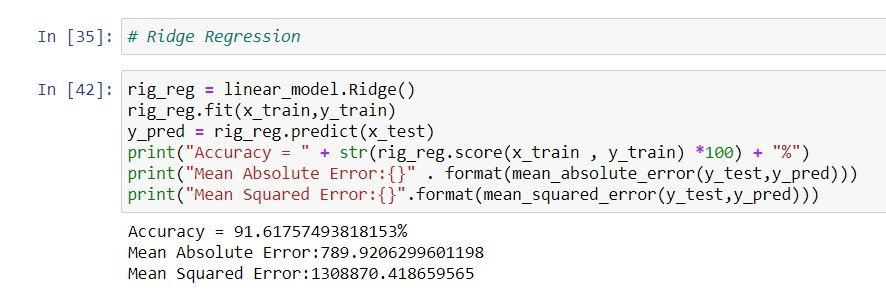 In [35]: # Ridge Regression
In [42]: rig_reg = linear_model.Ridge()
rig_reg.fit(x_train,y_train)
y_pred = rig_reg.predict(x_test)
print("Accuracy = " + str(rig_reg.score(x_train , y_train) *100) + "%")
print("Mean Absolute Error:{}" . format(mean_absolute_error(y_test,y_pred)))
print("Mean Squared Error:{}".format(mean_squared_error(y_test,y_pred)))
Accuracy = 91.61757493818153%
Mean Absolute Error:789.9206299601198
Mean Squared Error:1308870.418659565